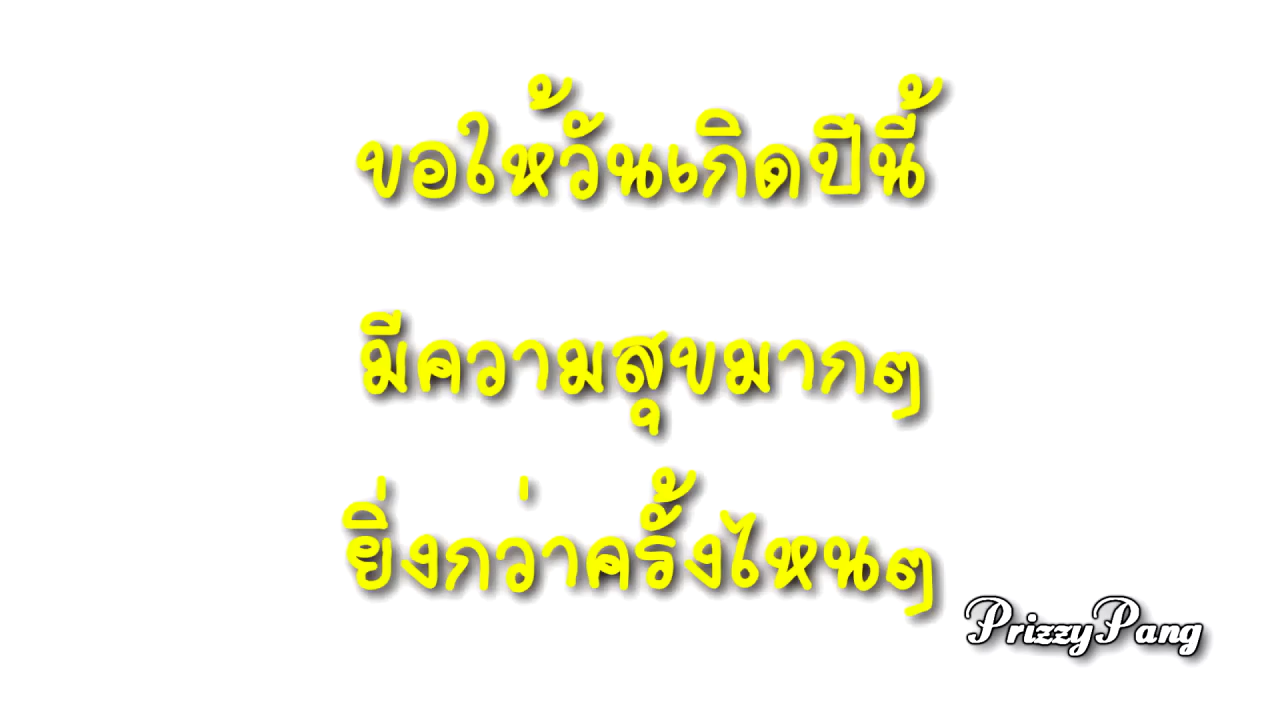 ขอให้วันเกิดปีนี้
มีความสุขมากๆ
ยิ่งกว่าครั้งไหนๆ
PrizzyPang